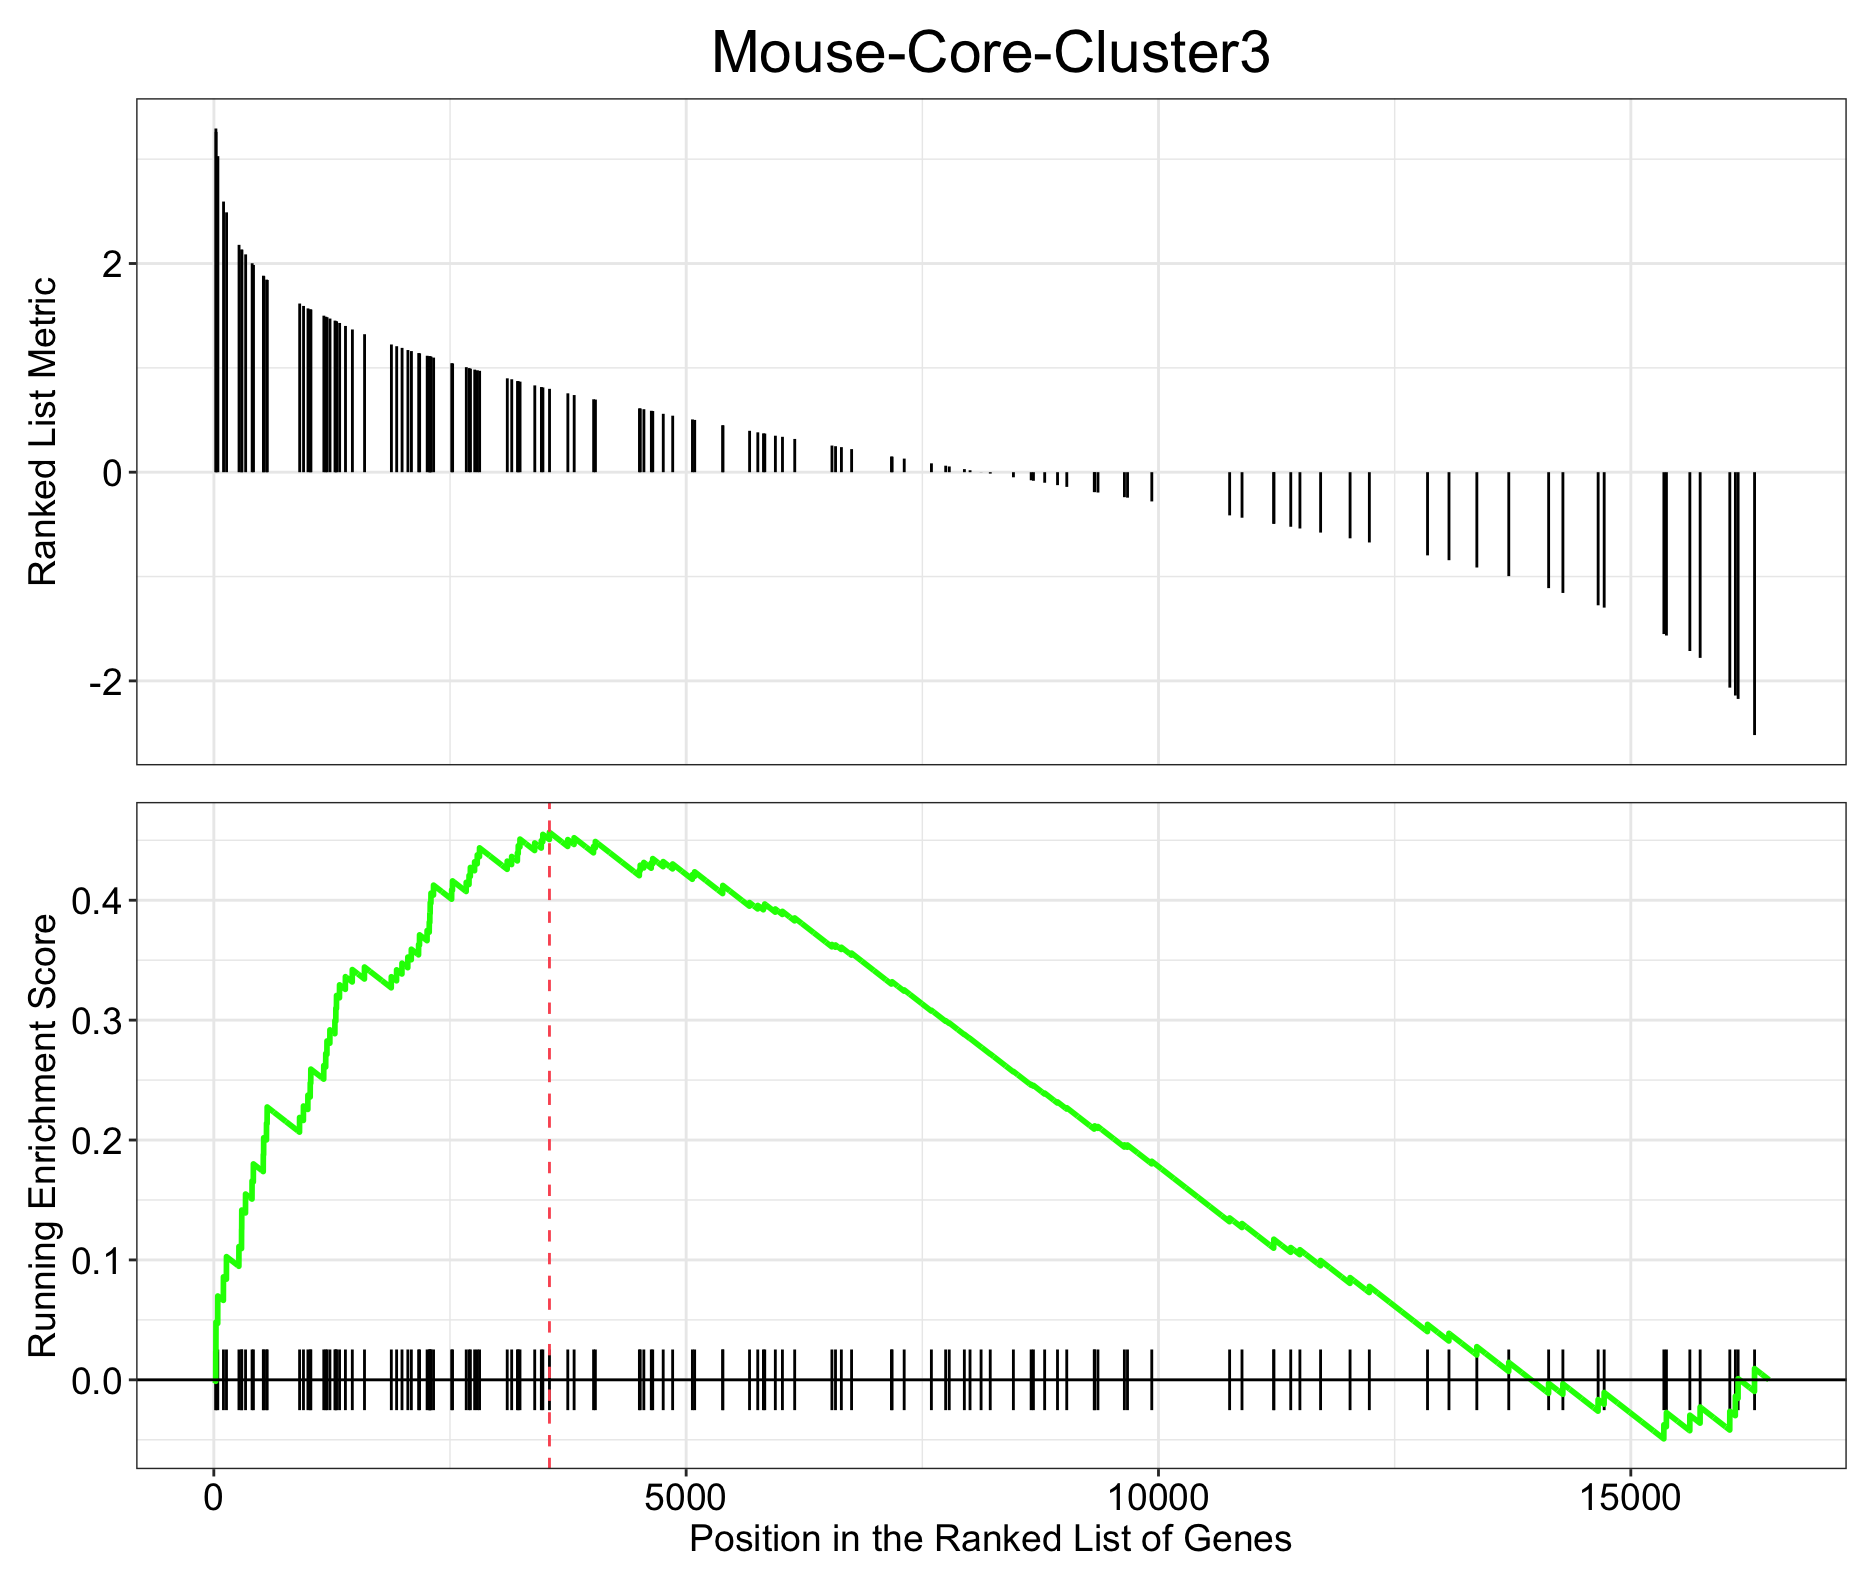 Mouse-Core-Cluster3
Ranked List Metric
2
0
-2
Running Enrichment Score
0.4
0.3
0.2
0.1
0.0
0 5000 10000 15000
Position in the Ranked List of Genes